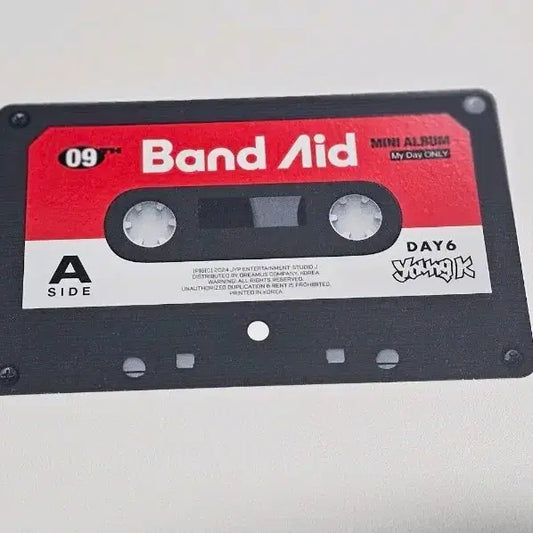 09TH
Band Aid
MINI ALBUM
My Day ONLY
A
SIDE
DAY6
Young K
℗&© 2024 JYP ENTERTAINMENT STUDIO J
DISTRIBUTED BY DREAMUS COMPANY, KOREA
WARNING! ALL RIGHTS RESERVED.
UNAUTHORIZED DUPLICATION & RENT IS PROHIBITED.
PRINTED IN KOREA.